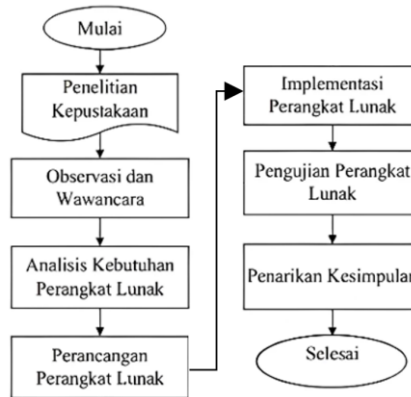 Mulai
Penelitian
Kepustakaan
Observasi dan
Wawancara
Analisis Kebutuhan
Perangkat Lunak
Perancangan
Perangkat Lunak
Implementasi
Perangkat Lunak
Pengujian Perangkat
Lunak
Penarikan Kesimpulan
Selesai